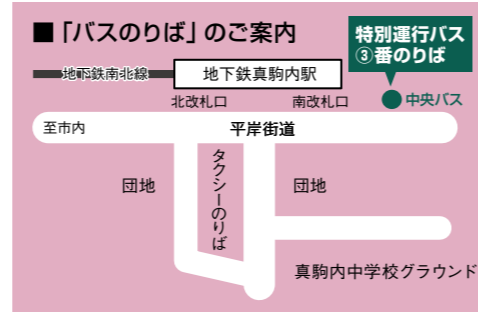 ■「バスのりば」のご案内
特別運行バス
③番のりば
地下鉄南北線
地下鉄真駒内駅
中央バス
北改札口
南改札口
至市内
平岸街道
タクシーのりば
団地
団地
真駒内中学校グラウンド